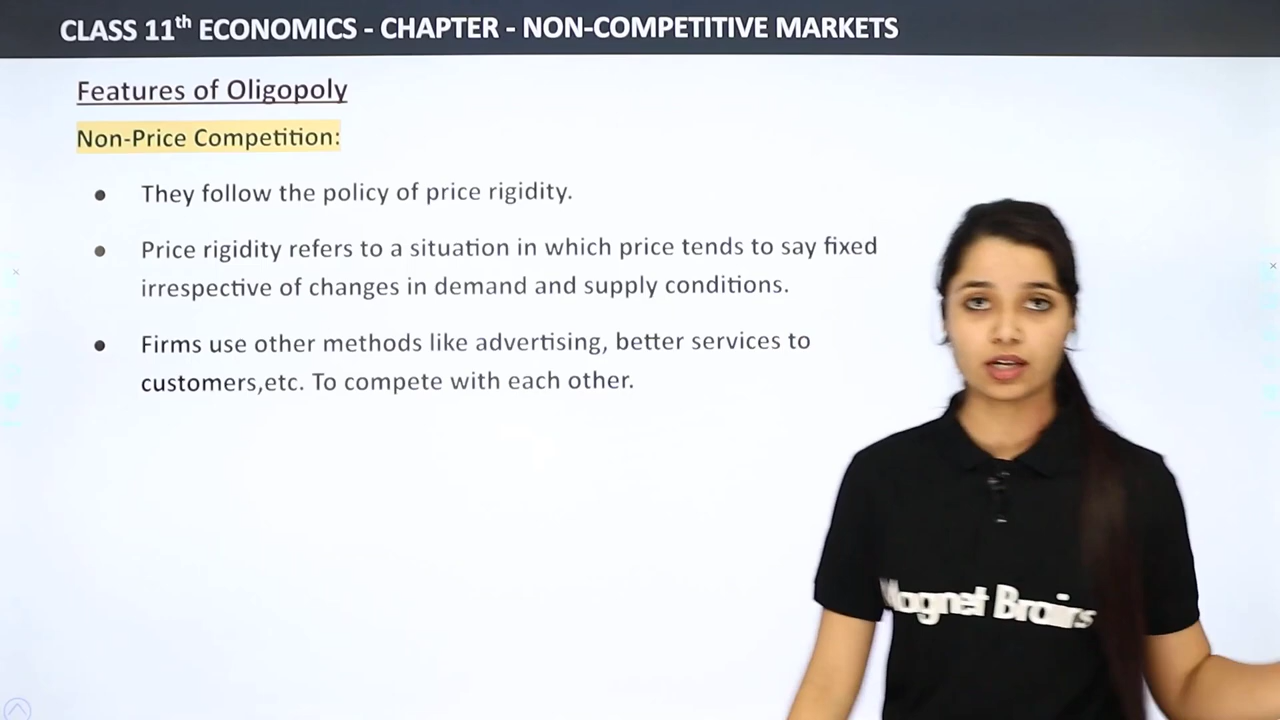 CLASS 11th ECONOMICS - CHAPTER - NON-COMPETITIVE MARKETS
Features of Oligopoly
Non-Price Competition:
● They follow the policy of price rigidity.
● Price rigidity refers to a situation in which price tends to say fixed
irrespective of changes in demand and supply conditions.
● Firms use other methods like advertising, better services to
customers,etc. To compete with each other.
Magnet Brains